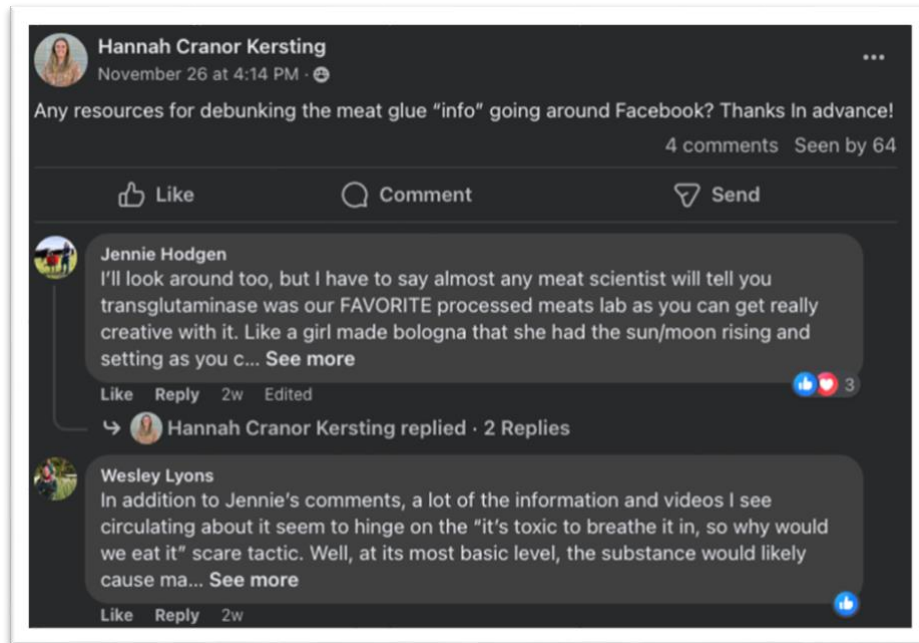 Hannah Cranor Kersting
November 26 at 4:14 PM ·
Any resources for debunking the meat glue “info” going around Facebook? Thanks In advance!
4 comments Seen by 64
Like Comment Send
Jennie Hodgen
I’ll look around too, but I have to say almost any meat scientist will tell you
transglutaminase was our FAVORITE processed meats lab as you can get really
creative with it. Like a girl made bologna that she had the sun/moon rising and
setting as you c... See more
Like Reply 2w Edited
3
Hannah Cranor Kersting replied · 2 Replies
Wesley Lyons
In addition to Jennie’s comments, a lot of the information and videos I see
circulating about it seem to hinge on the “it’s toxic to breathe it in, so why would
we eat it” scare tactic. Well, at its most basic level, the substance would likely
cause ma... See more
Like Reply 2w